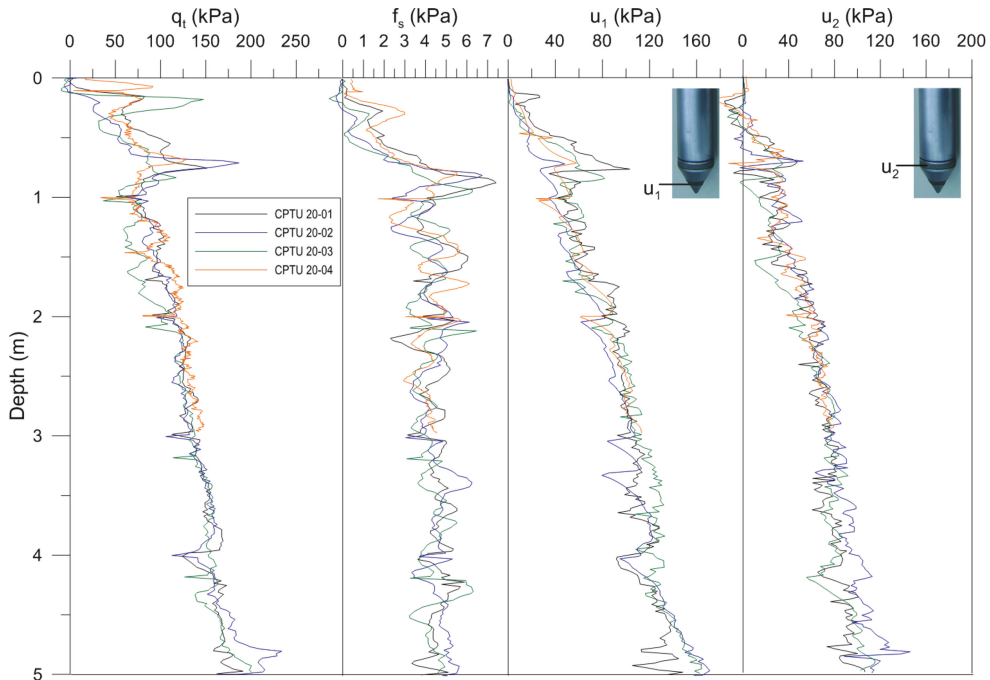 qt (kPa)
fs (kPa)
u1 (kPa)
u2 (kPa)
0 50 100 150 200 250
0 1 2 3 4 5 6 7
0 40 80 120 160
0 40 80 120 160 200
0
1
2
3
4
5
Depth (m)
CPTU 20-01
CPTU 20-02
CPTU 20-03
CPTU 20-04
u1
u2